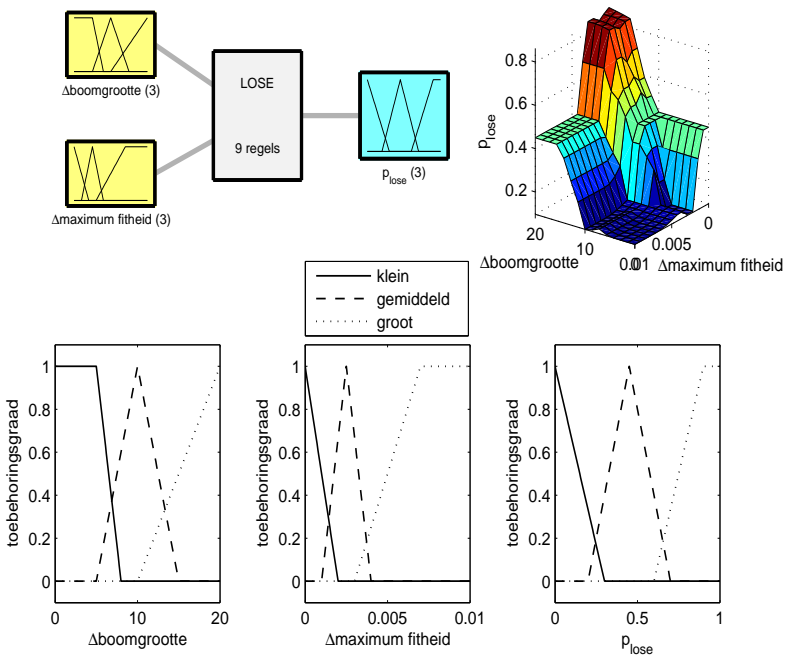 LOSE
9 regels
Δboomgrootte (3)
Δmaximum fitheid (3)
p_lose (3)
p_lose
0.8
0.6
0.4
0.2
20
10
0
Δboomgrootte
0.01
0.005
0
Δmaximum fitheid
klein
gemiddeld
groot
toebehoringsgraad
1
0.8
0.6
0.4
0.2
0
0
10
20
Δboomgrootte
toebehoringsgraad
1
0.8
0.6
0.4
0.2
0
0
0.005
0.01
Δmaximum fitheid
toebehoringsgraad
1
0.8
0.6
0.4
0.2
0
0
0.5
1
p_lose